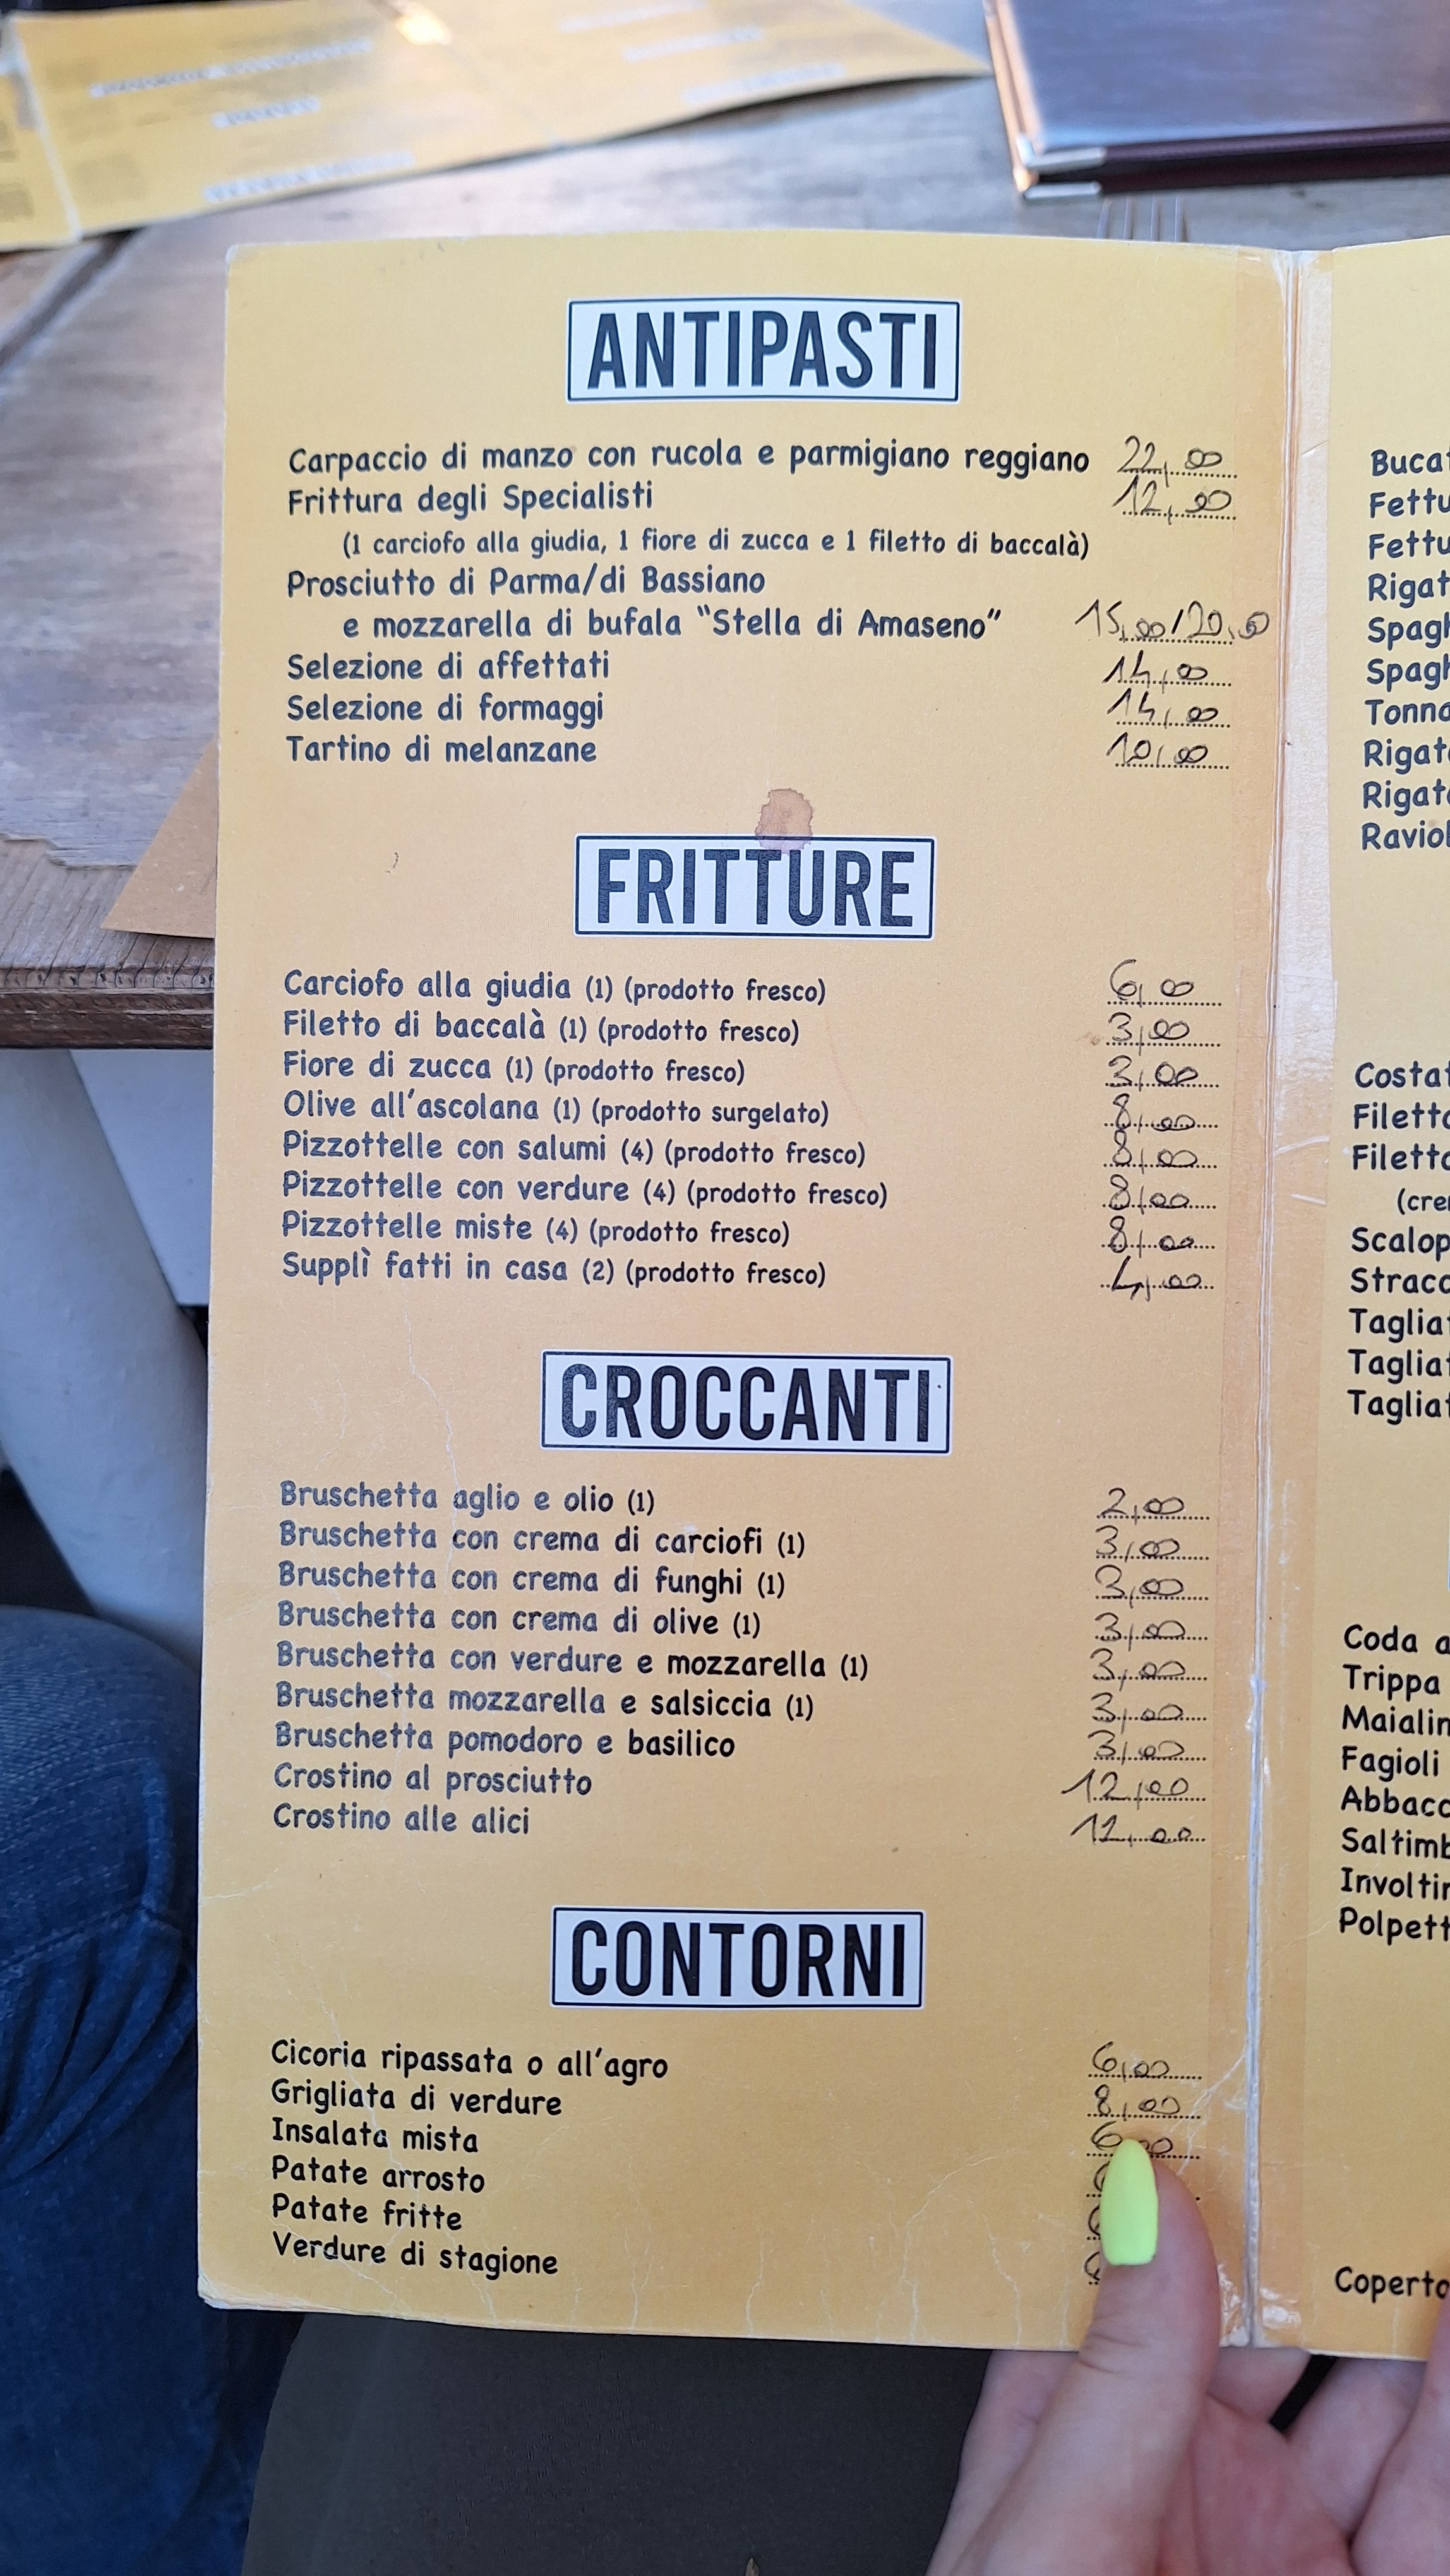 ANTIPASTI
Carpaccio di manzo con rucola e parmigiano reggiano 22,00
Frittura degli Specialisti 12,00
(1 carciofo alla giudia, 1 fiore di zucca e 1 filetto di baccalà)
Prosciutto di Parma/di Bassiano
e mozzarella di bufala “Stella di Amaseno” 15,00/20,00
Selezione di affettati 14,00
Selezione di formaggi 14,00
Tartino di melanzane 10,00
FRITTURE
Carciofo alla giudia (1) (prodotto fresco) 6,00
Filetto di baccalà (1) (prodotto fresco) 3,00
Fiore di zucca (1) (prodotto fresco) 3,00
Olive all'ascolana (1) (prodotto surgelato) 8,00
Pizzottelle con salumi (4) (prodotto fresco) 8,00
Pizzottelle con verdure (4) (prodotto fresco) 8,00
Pizzottelle miste (4) (prodotto fresco) 8,00
Supplì fatti in casa (2) (prodotto fresco) 4,00
CROCCANTI
Bruschetta aglio e olio (1) 2,00
Bruschetta con crema di carciofi (1) 3,00
Bruschetta con crema di funghi (1) 3,00
Bruschetta con crema di olive (1) 3,00
Bruschetta con verdure e mozzarella (1) 3,00
Bruschetta mozzarella e salsiccia (1) 3,00
Bruschetta pomodoro e basilico 3,00
Crostino al prosciutto 12,00
Crostino alle alici 12,00
CONTORNI
Cicoria ripassata o all'agro 6,00
Grigliata di verdure 8,00
Insalata mista 6,00
Patate arrosto
Patate fritte
Verdure di stagione
Coda
Trippa
Fagioli
Coperto